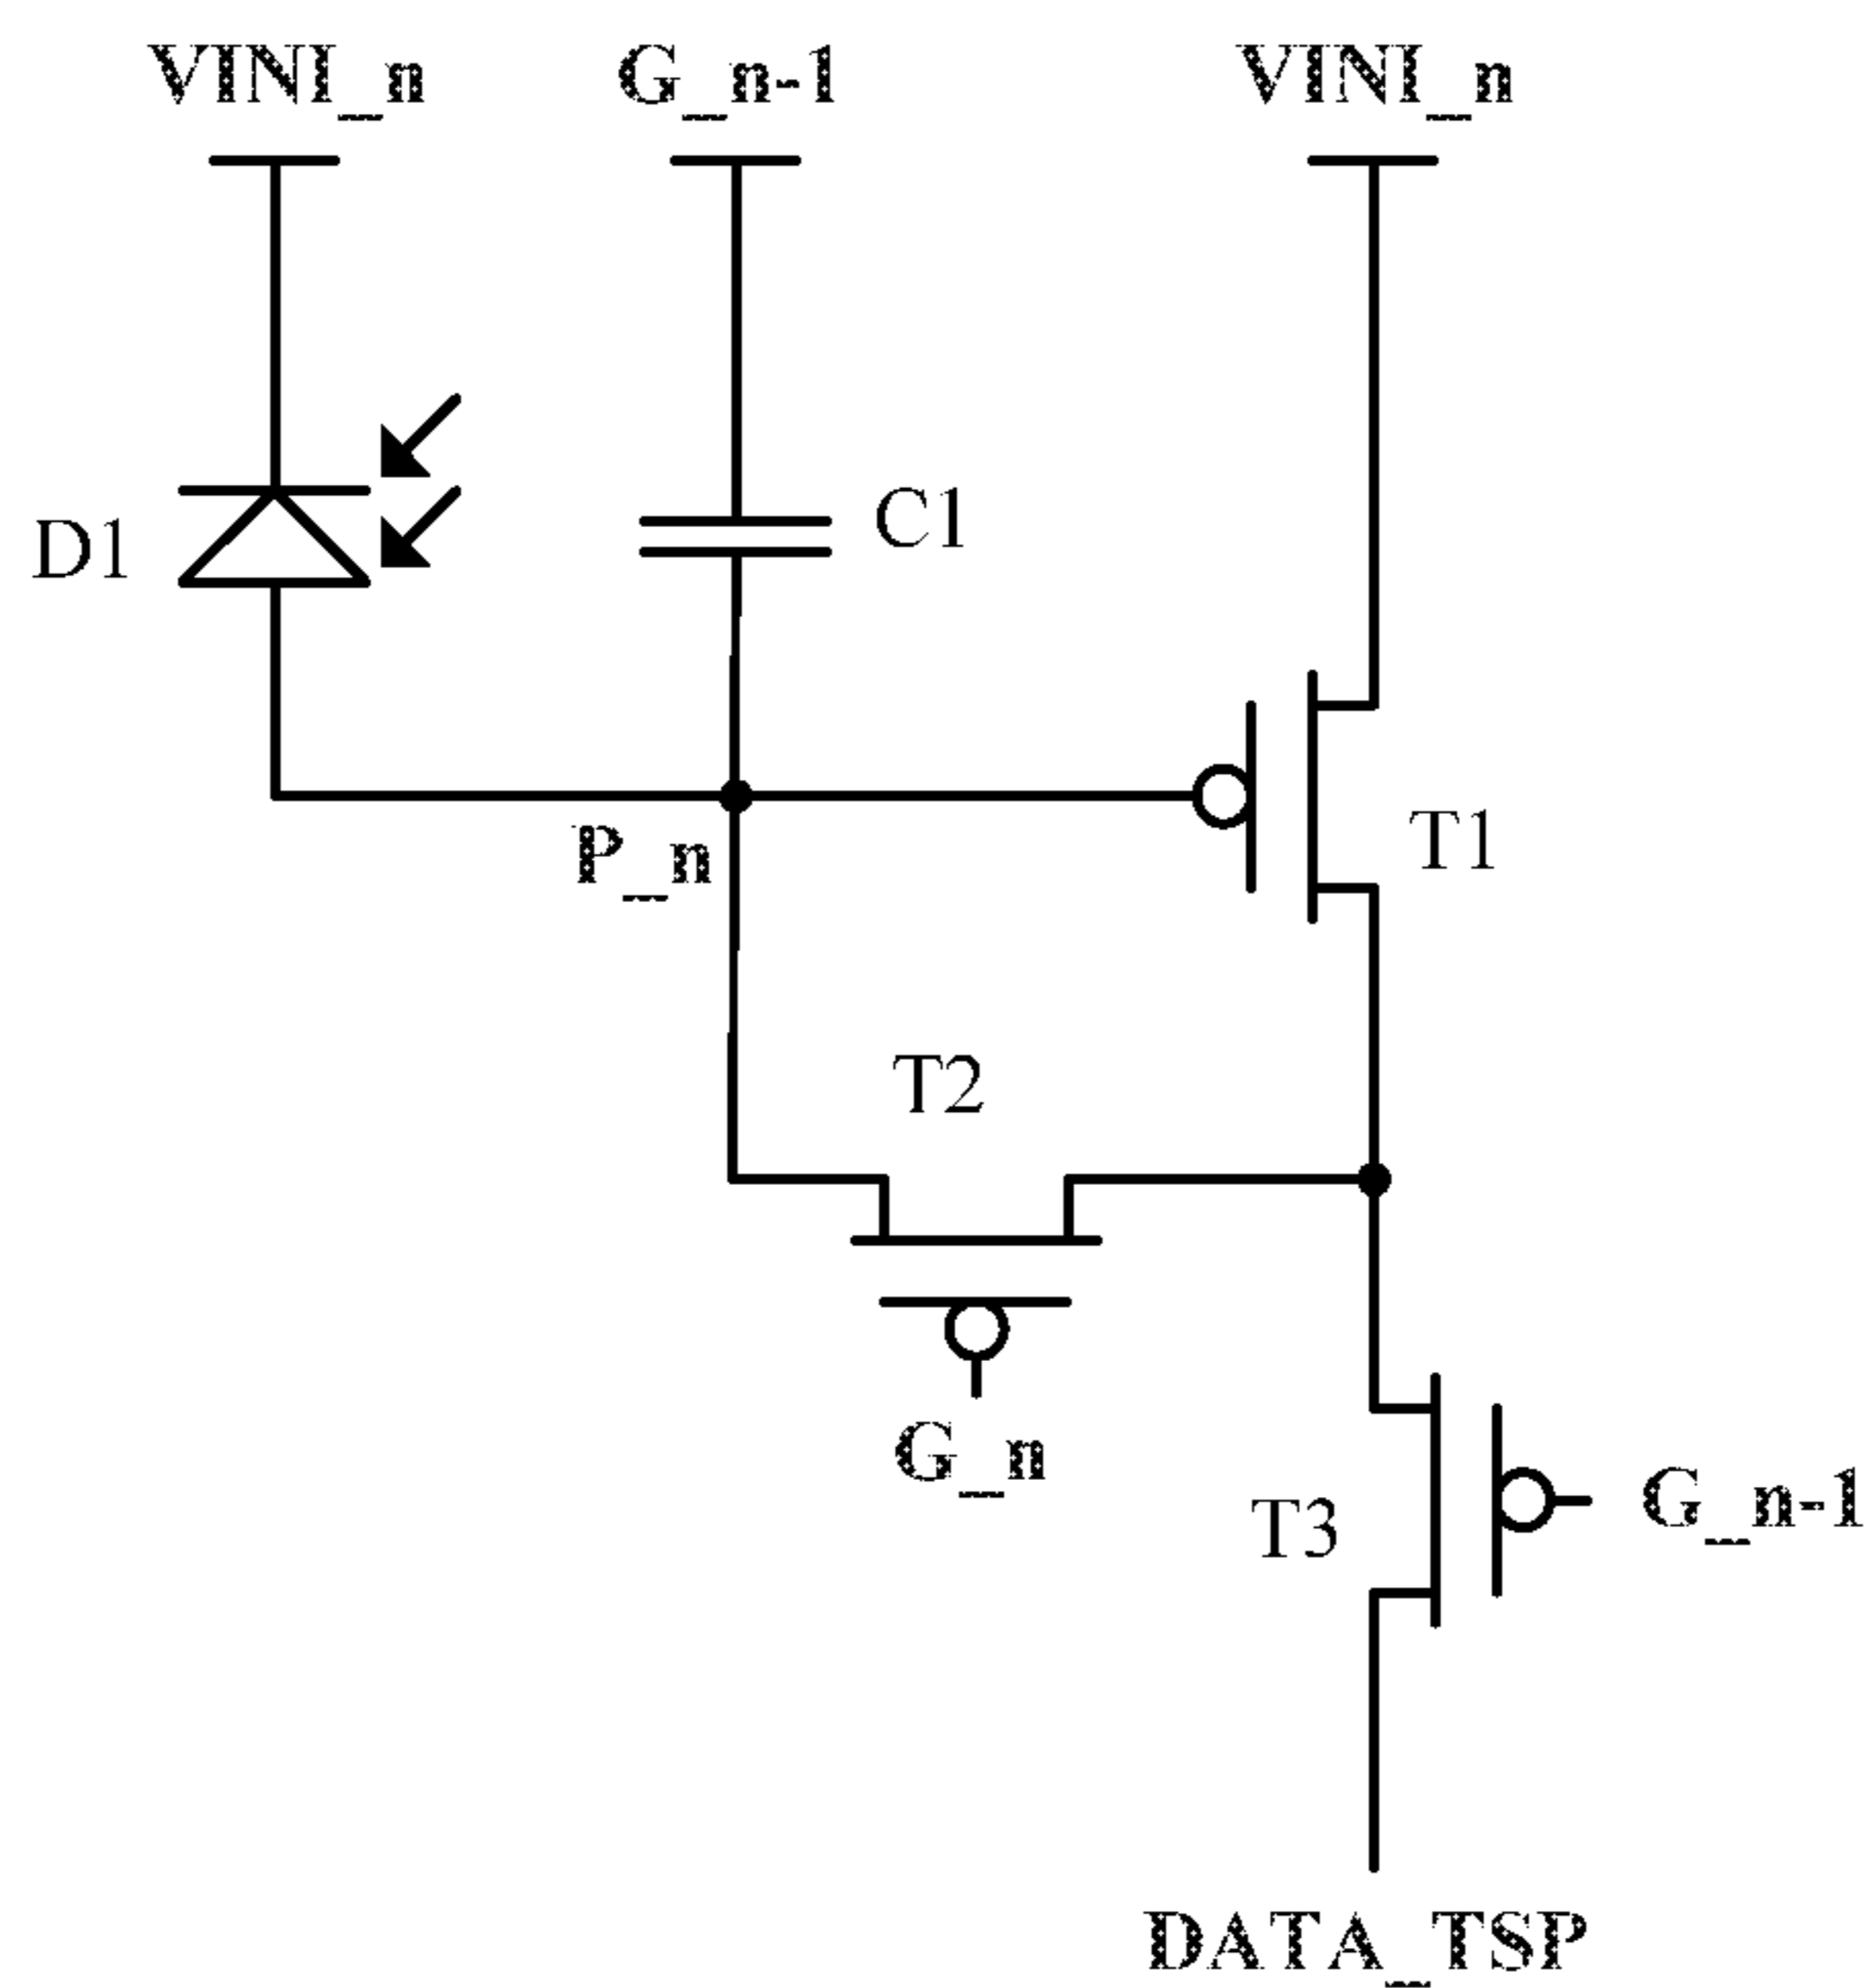 VINI_n G_n-1 VINI_n
D1 C1
P_n T1
T2
G_n
T3 G_n-1
DATA_TSP